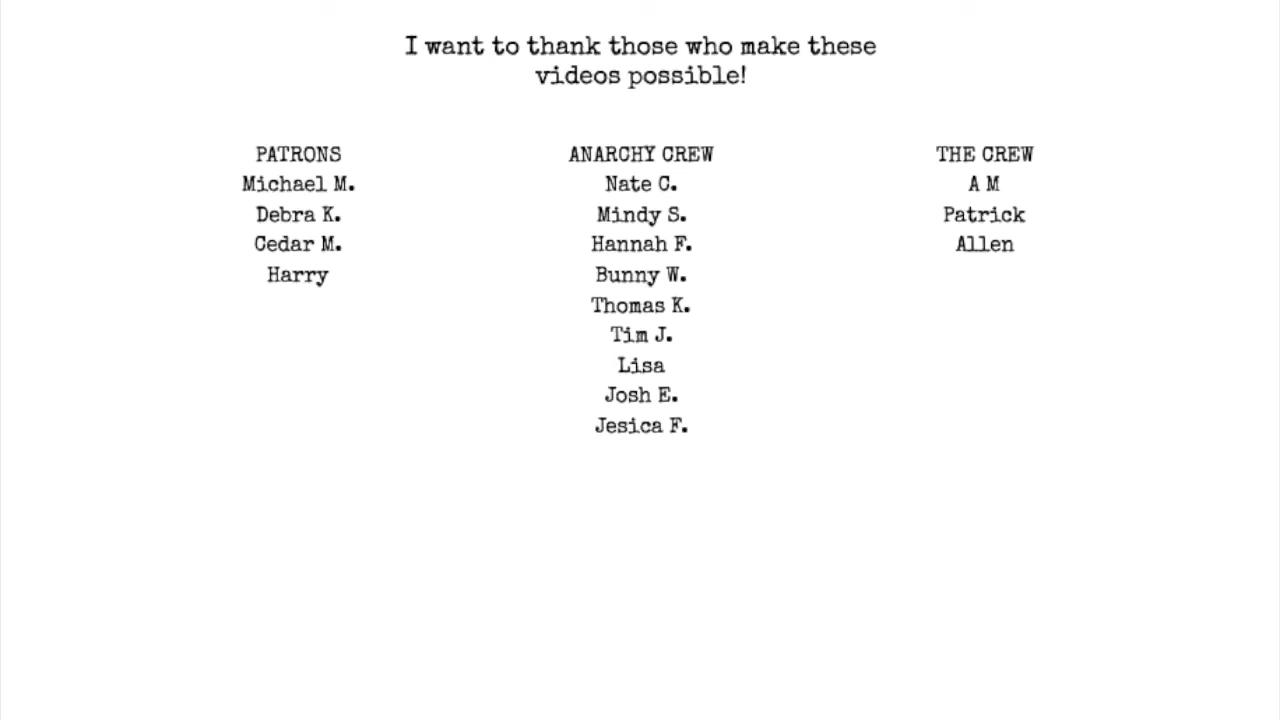 I want to thank those who make these
videos possible!
PATRONS
Michael M.
Debra K.
Cedar M.
Harry
ANARCHY CREW
Nate C.
Mindy S.
Hannah F.
Bunny W.
Thomas K.
Tim J.
Lisa
Josh E.
Jesica F.
THE CREW
A M
Patrick
Allen